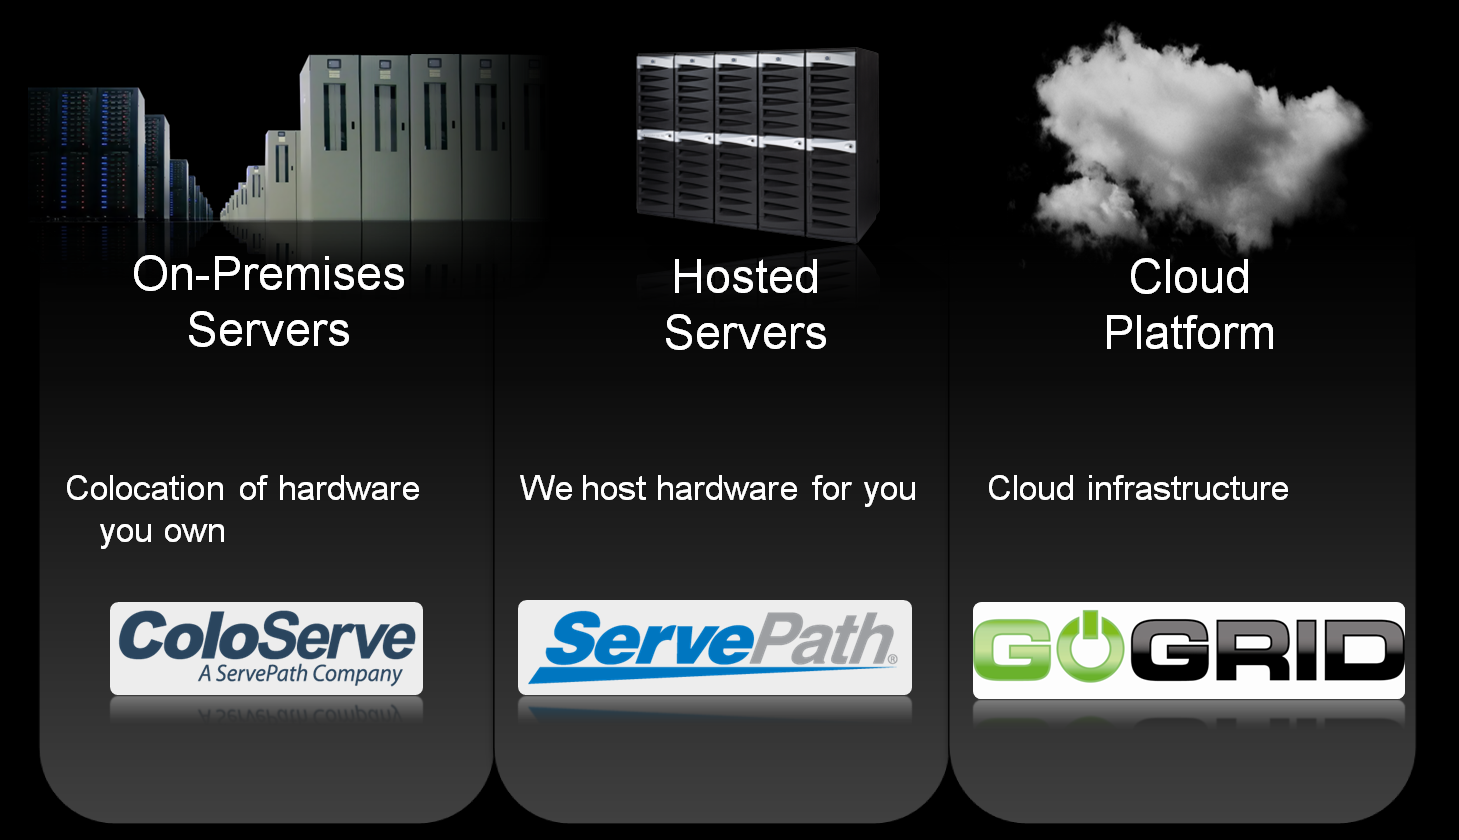 On-Premises
Servers
Hosted
Servers
Cloud
Platform
Colocation of hardware
you own
We host hardware for you
Cloud infrastructure
ColoServe
A ServePath Company
ServePath®
GOGRID